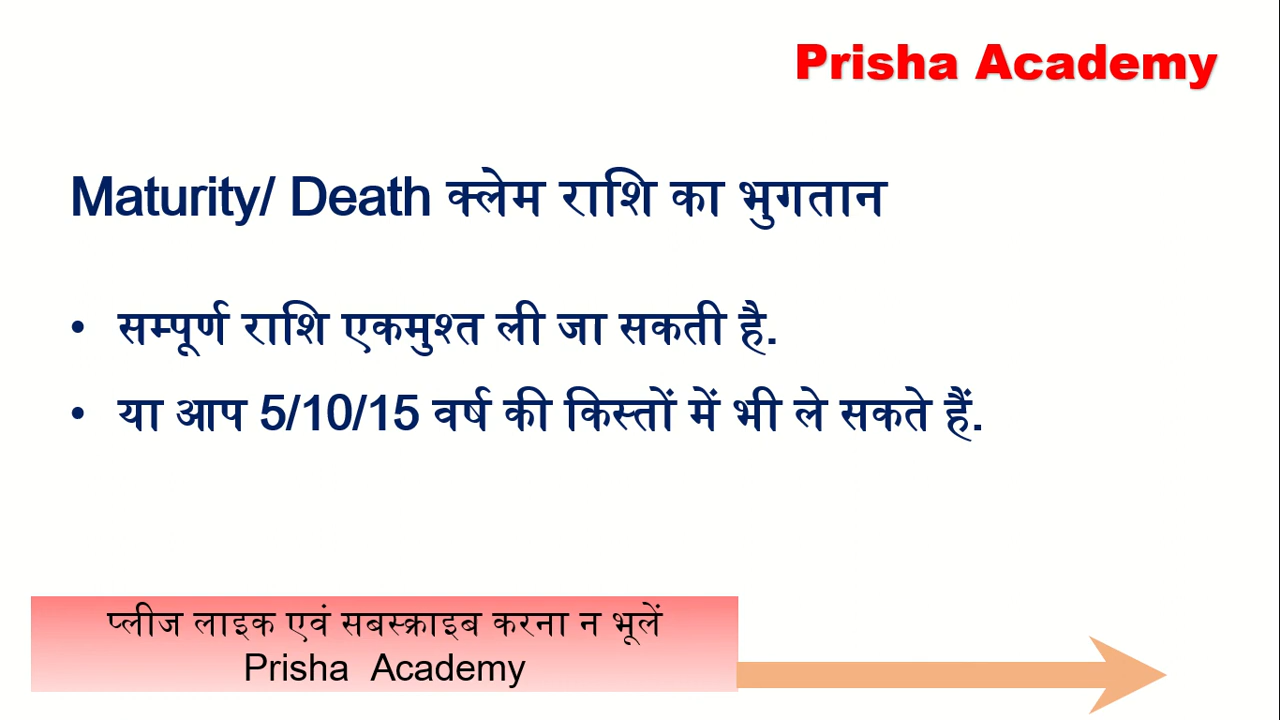 Prisha Academy
Maturity/ Death क्लेम राशि का भुगतान
• सम्पूर्ण राशि एकमुश्त ली जा सकती है.
• या आप 5/10/15 वर्ष की किस्तों में भी ले सकते हैं.
प्लीज लाइक एवं सबस्क्राइब करना न भूलें
Prisha Academy